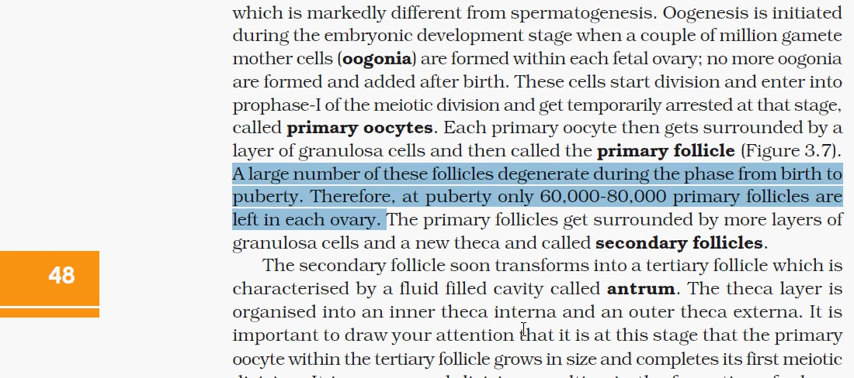 which is markedly different from spermatogenesis. Oogenesis is initiated
during the embryonic development stage when a couple of million gamete
mother cells (oogonia) are formed within each fetal ovary; no more oogonia
are formed and added after birth. These cells start division and enter into
prophase-I of the meiotic division and get temporarily arrested at that stage,
called primary oocytes. Each primary oocyte then gets surrounded by a
layer of granulosa cells and then called the primary follicle (Figure 3.7).
A large number of these follicles degenerate during the phase from birth to
puberty. Therefore, at puberty only 60,000-80,000 primary follicles are
left in each ovary. The primary follicles get surrounded by more layers of
granulosa cells and a new theca and called secondary follicles.
The secondary follicle soon transforms into a tertiary follicle which is
characterised by a fluid filled cavity called antrum. The theca layer is
organised into an inner theca interna and an outer theca externa. It is
important to draw your attention that it is at this stage that the primary
oocyte within the tertiary follicle grows in size and completes its first meiotic
48